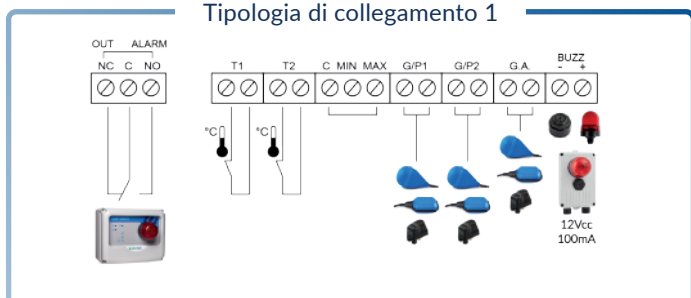 Tipologia di collegamento 1
OUT ALARM
NC C NO
T1 T2 C MIN MAX G/P1 G/P2 G.A. BUZZ
- +
°C °C
12Vcc
100mA